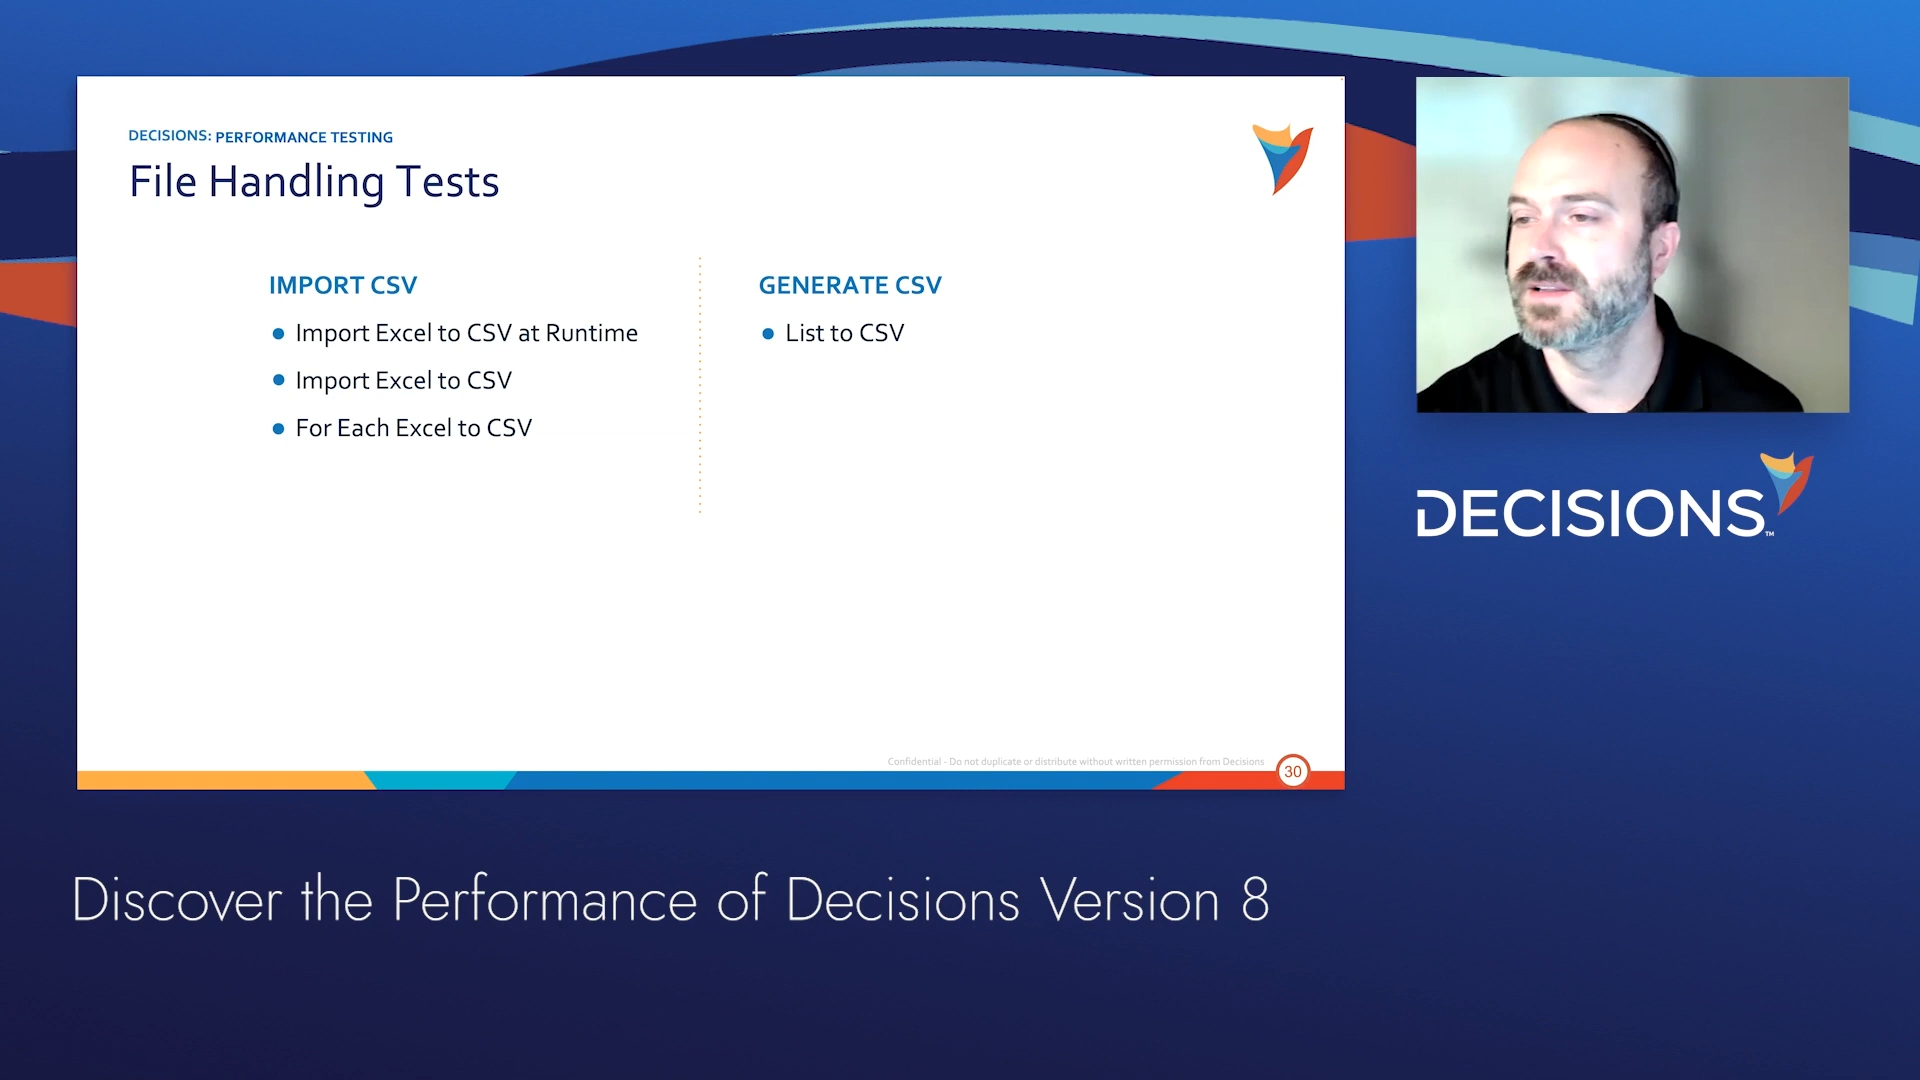 DECISIONS: PERFORMANCE TESTING
File Handling Tests
IMPORT CSV
Import Excel to CSV at Runtime
Import Excel to CSV
For Each Excel to CSV
GENERATE CSV
List to CSV
Confidential - Do not duplicate or distribute without written permission from Decisions
30
DECISIONS™
Discover the Performance of Decisions Version 8